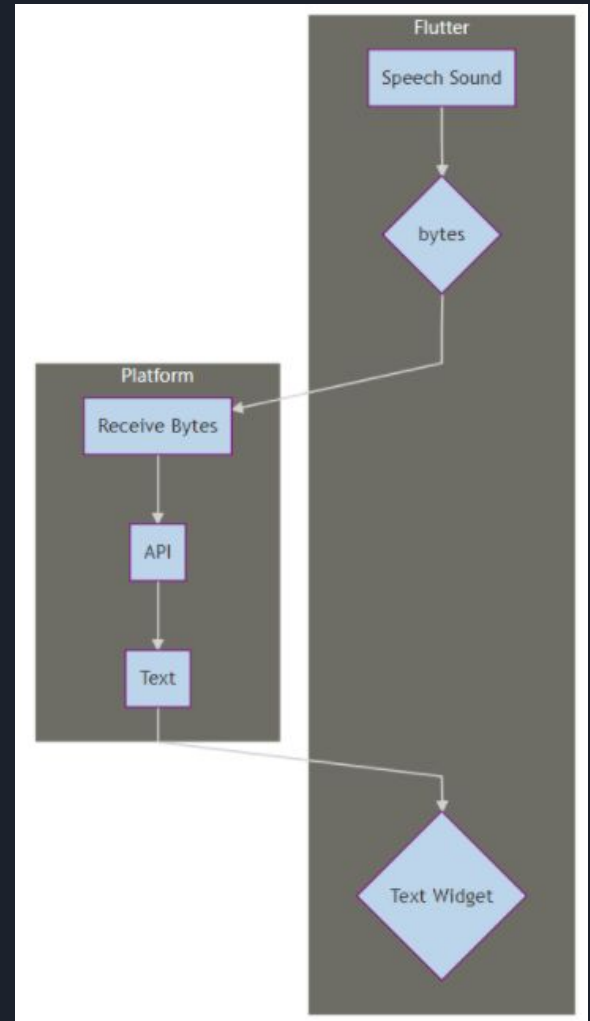 Flutter
Speech Sound
bytes
Platform
Receive Bytes
API
Text
Text Widget